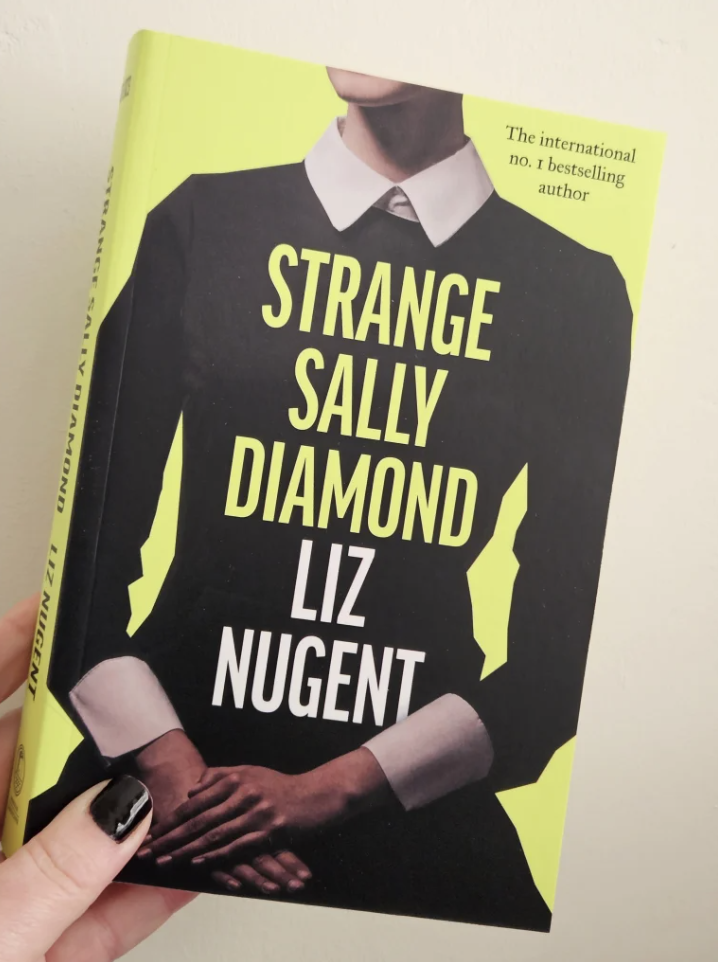 The international
no. 1 bestselling
author
STRANGE
SALLY
DIAMOND
LIZ
NUGENT
STRANGE SALLY DIAMOND LIZ NUGENT